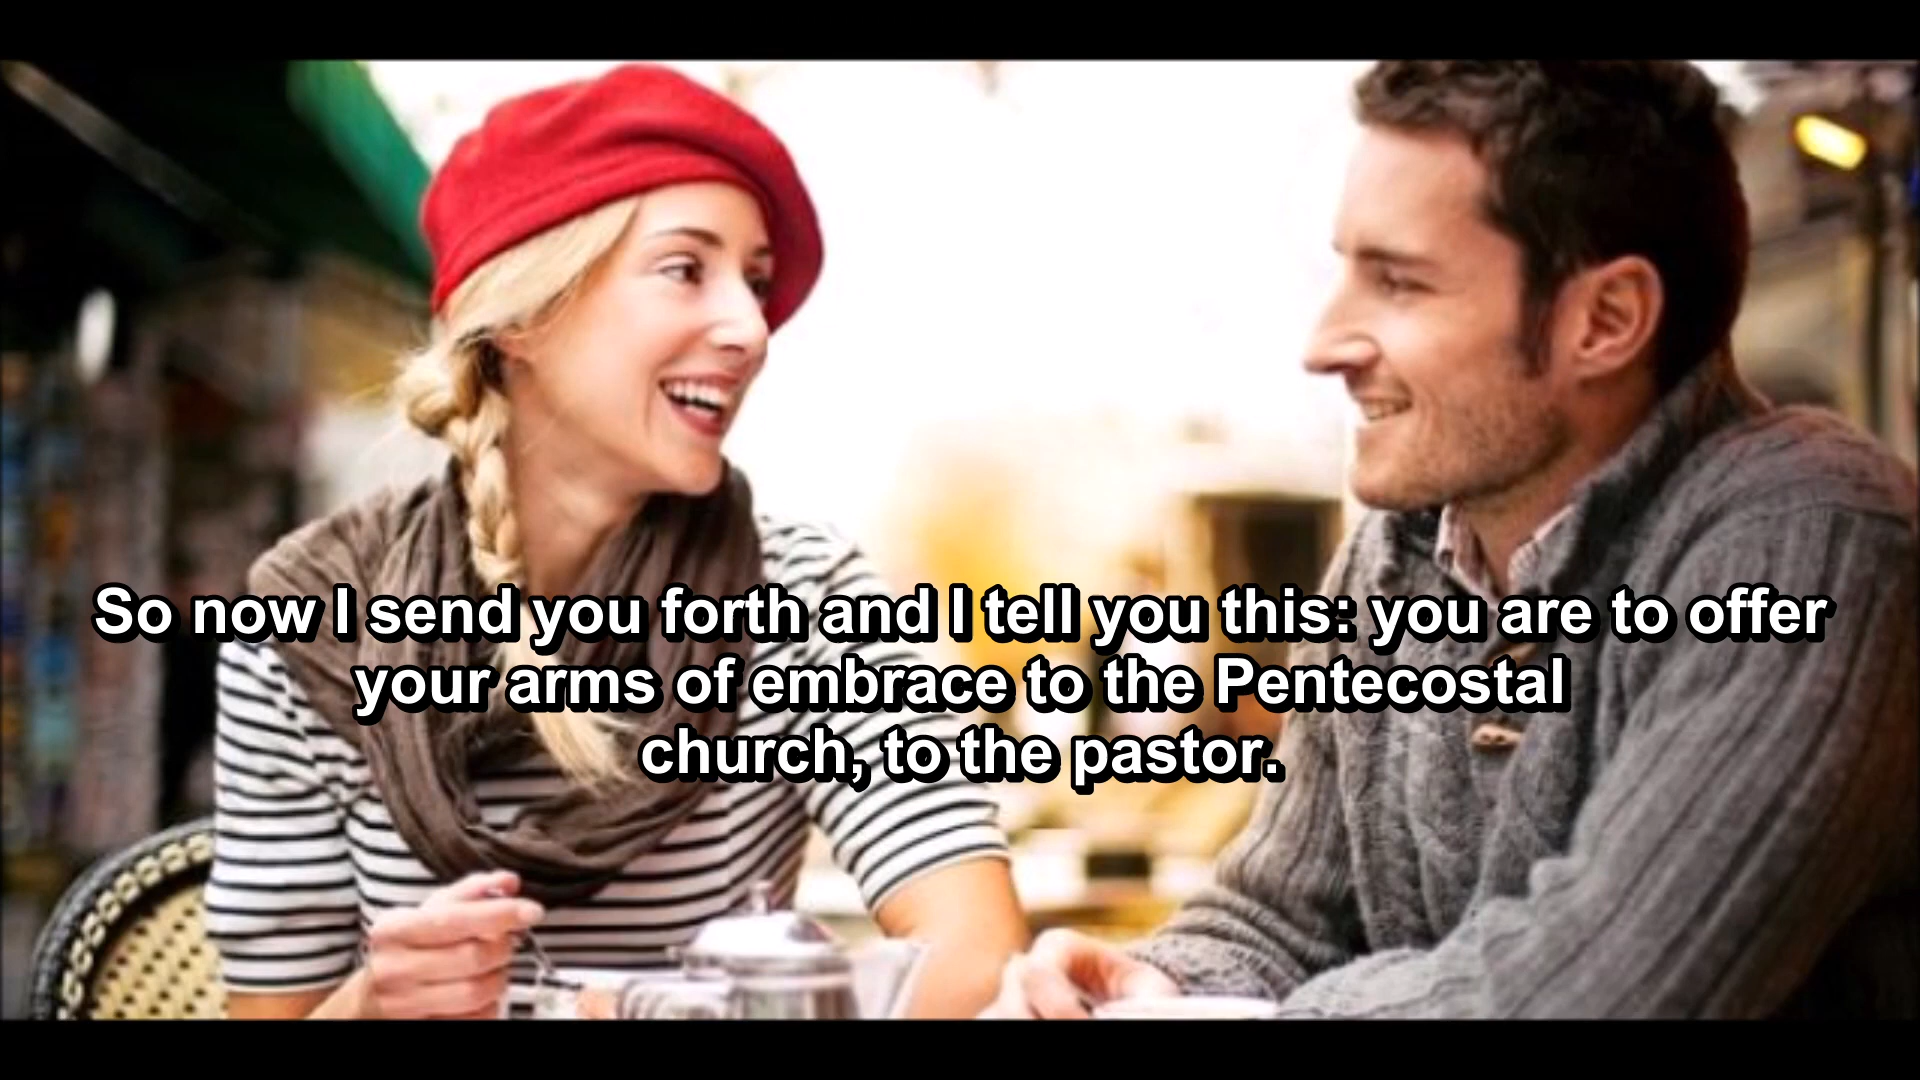 So now I send you forth and I tell you this: you are to offer
your arms of embrace to the Pentecostal
church, to the pastor.